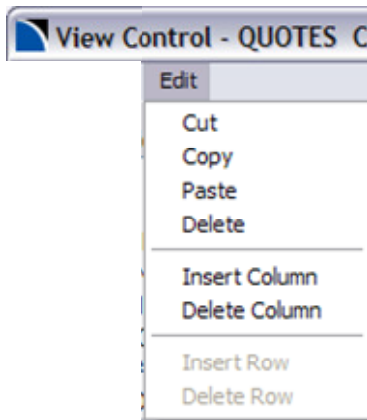 View Control - QUOTES
Edit
Cut
Copy
Paste
Delete
Insert Column
Delete Column
Insert Row
Delete Row